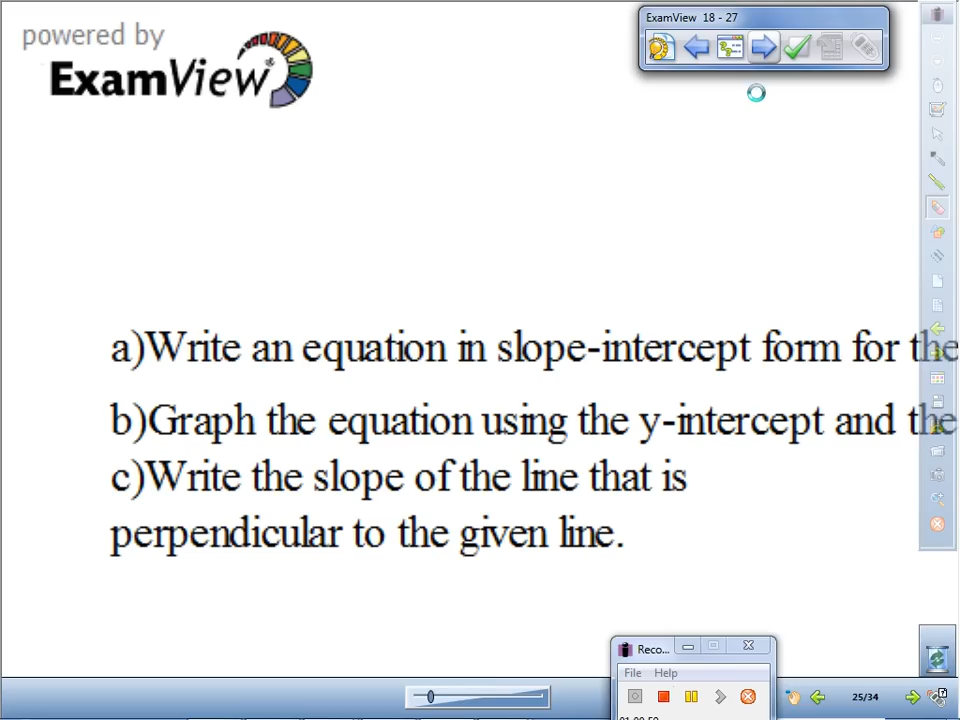 powered by
ExamView®
ExamView 18 - 27
a)Write an equation in slope-intercept form for the
b)Graph the equation using the y-intercept and the
c)Write the slope of the line that is
perpendicular to the given line.
Reco...
File Help
25/34